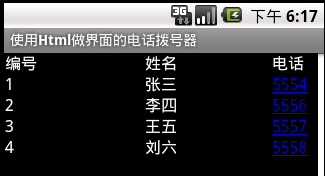 3G 下午 6:17
使用Html做界面的电话拨号器
编号 姓名 电话
1 张三 5554
2 李四 5556
3 王五 5557
4 刘六 5558